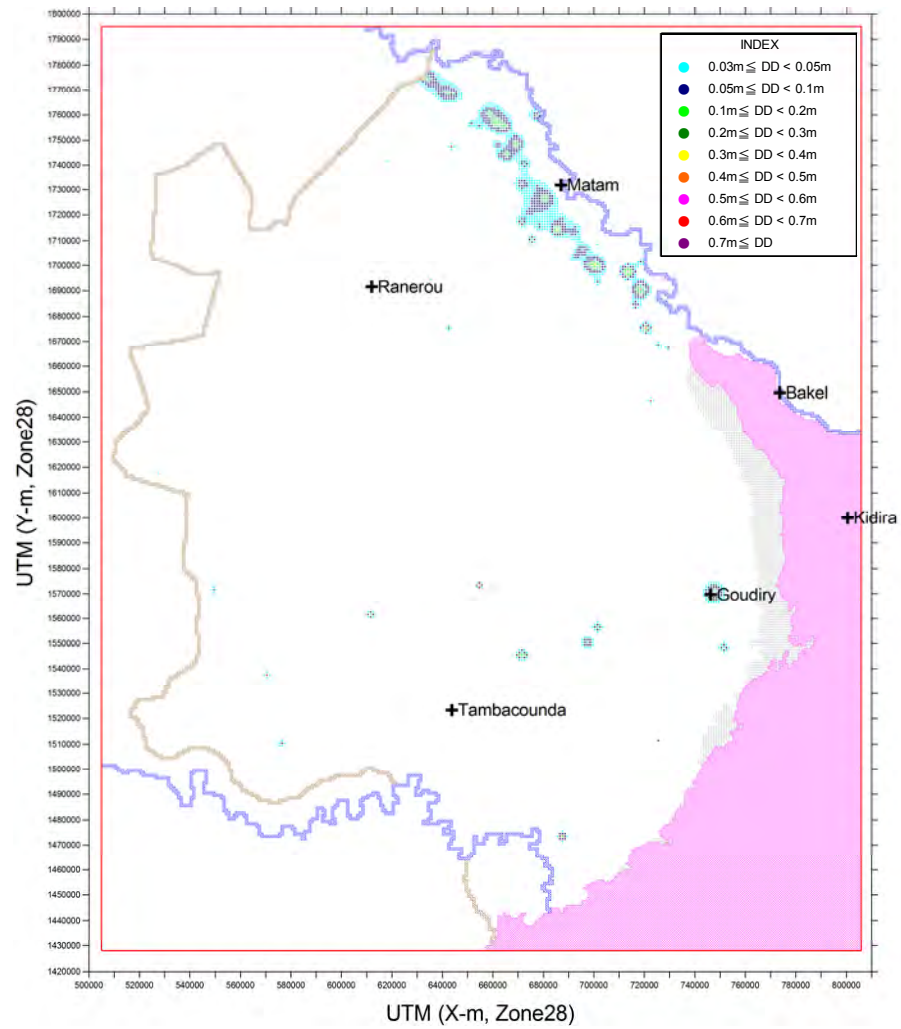 INDEX
0.03m≦ DD < 0.05m
0.05m≦ DD < 0.1m
0.1m≦ DD < 0.2m
0.2m≦ DD < 0.3m
0.3m≦ DD < 0.4m
0.4m≦ DD < 0.5m
0.5m≦ DD < 0.6m
0.6m≦ DD < 0.7m
0.7m≦ DD
Matam
Ranerou
Bakel
Kidira
Goudiry
Tambacounda
UTM (Y-m, Zone28)
1800000
1790000
1780000
1770000
1760000
1750000
1740000
1730000
1720000
1710000
1700000
1690000
1680000
1670000
1660000
1650000
1640000
1630000
1620000
1610000
1600000
1590000
1580000
1570000
1560000
1550000
1540000
1530000
1520000
1510000
1500000
1490000
1480000
1470000
1460000
1450000
1440000
1430000
1420000
500000 520000 540000 560000 580000 600000 620000 640000 660000 680000 700000 720000 740000 760000 780000 800000
UTM (X-m, Zone28)